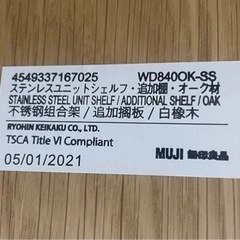 4549337167025 WD840OK-SS
ステンレスユニットシェルフ・追加棚・オーク材
STAINLESS STEEL UNIT SHELF / ADDITIONAL SHELF / OAK
不锈钢组合架 / 追加搁板 / 白橡木
RYOHIN KEIKAKU CO., LTD.
TSCA Title VI Compliant
05/01/2021
MUJI 無印良品